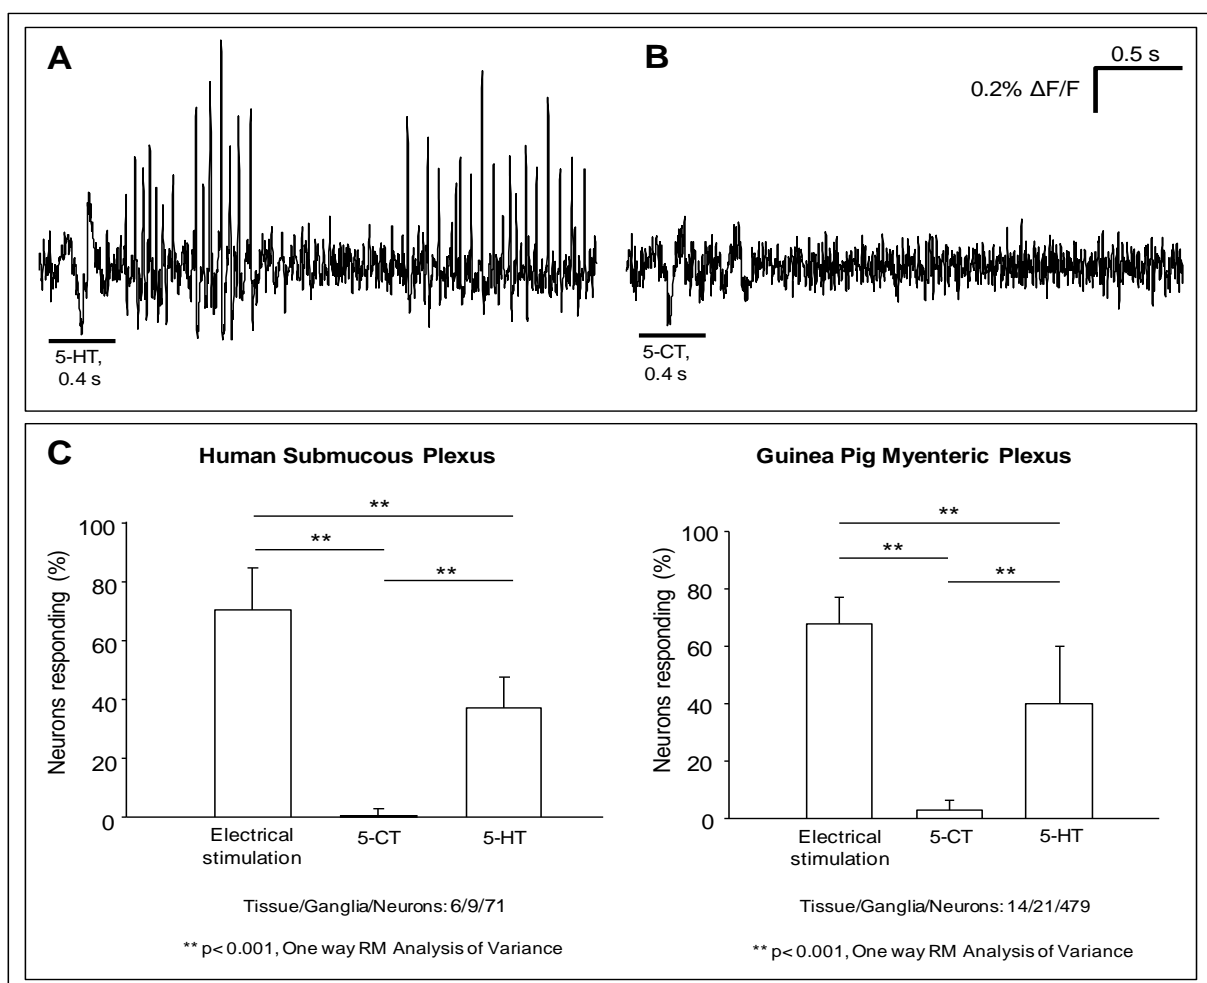 A
B
0.5 s
0.2% ΔF/F
5-HT,
0.4 s
5-CT,
0.4 s
C
Human Submucous Plexus
**
**
**
100
80
60
40
20
0
Neurons responding (%)
Electrical
stimulation
5-CT
5-HT
Tissue/Ganglia/Neurons: 6/9/71
** p< 0.001, One way RM Analysis of Variance
Guinea Pig Myenteric Plexus
**
**
**
100
80
60
40
20
0
Neurons responding (%)
Electrical
stimulation
5-CT
5-HT
Tissue/Ganglia/Neurons: 14/21/479
** p< 0.001, One way RM Analysis of Variance